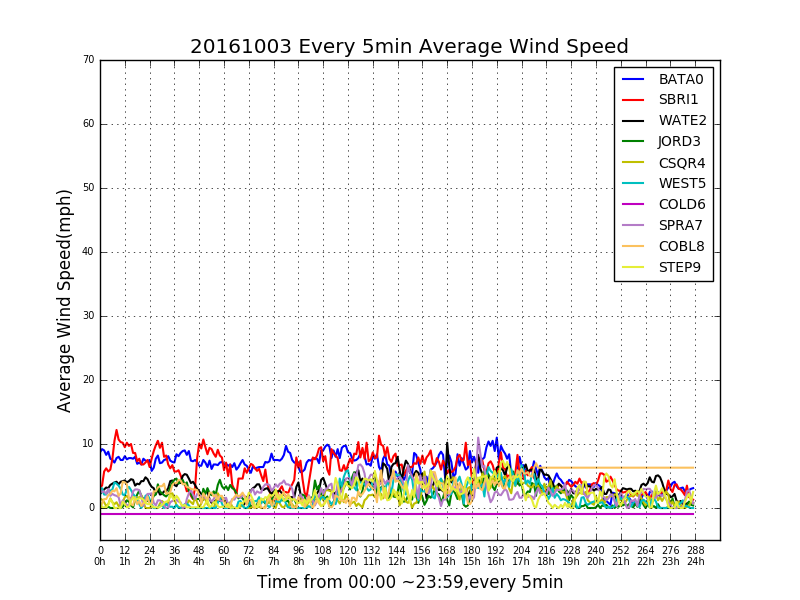 20161003 Every 5min Average Wind Speed
70
60
50
40
30
20
10
0
Average Wind Speed(mph)
BATA0
SBRI1
WATE2
JORD3
CSQR4
WEST5
COLD6
SPRA7
COBL8
STEP9
0 12 24 36 48 60 72 84 96 108 120 132 144 156 168 180 192 204 216 228 240 252 264 276 288
0h 1h 2h 3h 4h 5h 6h 7h 8h 9h 10h 11h 12h 13h 14h 15h 16h 17h 18h 19h 20h 21h 22h 23h 24h
Time from 00:00 ~23:59,every 5min